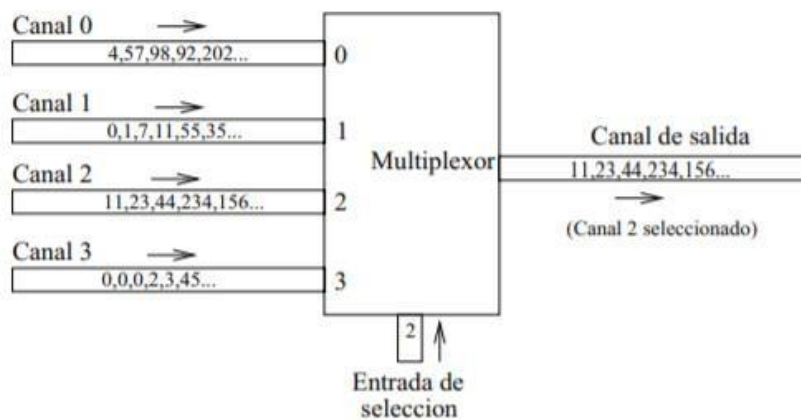 Canal 0
4,57,98,92,202...
0
Canal 1
0,1,7,11,55,35...
1
Canal 2
11,23,44,234,156...
2
Canal 3
0,0,0,2,3,45...
3
Multiplexor
Canal de salida
11,23,44,234,156...
(Canal 2 seleccionado)
2
Entrada de
seleccion